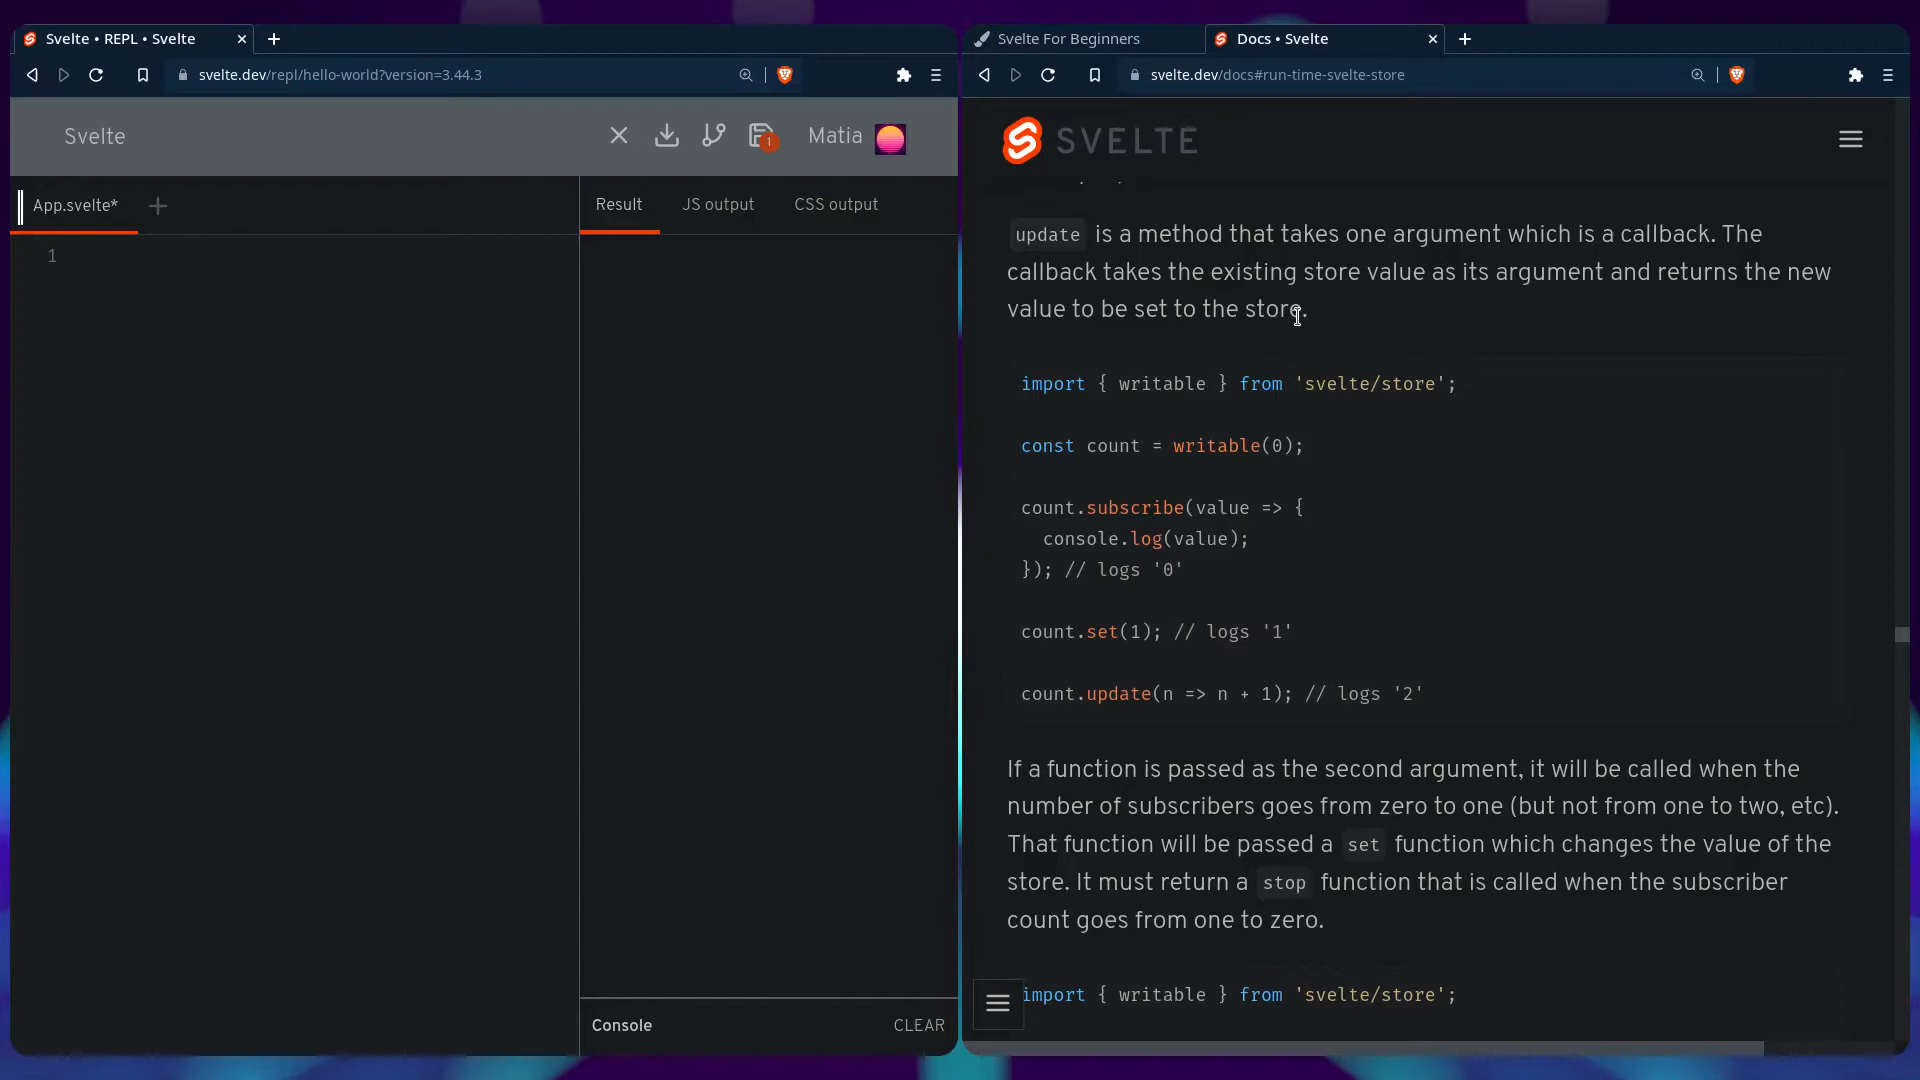 Svelte • REPL • Svelte
svelte.dev/repl/hello-world?version=3.44.3
Svelte
1
Matia
App.svelte*
1
Result
JS output
CSS output
Console
CLEAR
Svelte For Beginners
Docs • Svelte
svelte.dev/docs#run-time-svelte-store
SVELTE
update is a method that takes one argument which is a callback. The
callback takes the existing store value as its argument and returns the new
value to be set to the store.
import { writable } from 'svelte/store';
const count = writable(0);
count.subscribe(value => {
console.log(value);
}); // logs '0'
count.set(1); // logs '1'
count.update(n => n + 1); // logs '2'
If a function is passed as the second argument, it will be called when the
number of subscribers goes from zero to one (but not from one to two, etc).
That function will be passed a set function which changes the value of the
store. It must return a stop function that is called when the subscriber
count goes from one to zero.
import { writable } from 'svelte/store';